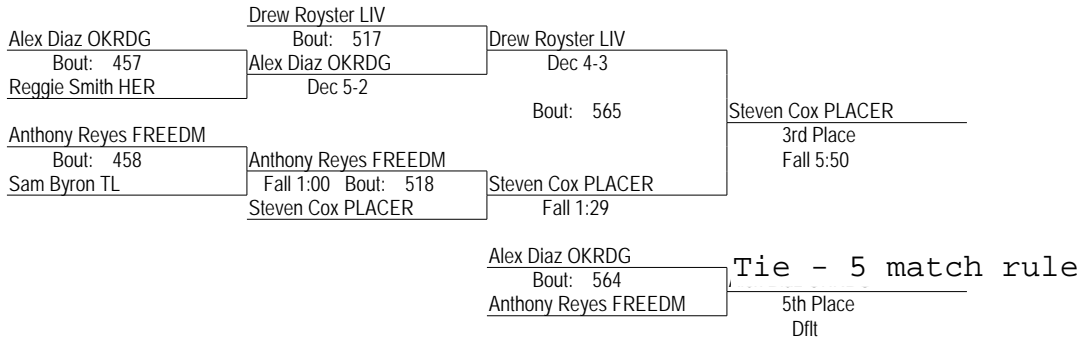 Drew Royster LIV
Alex Diaz OKRDG
Bout: 517
Drew Royster LIV
Bout: 457
Alex Diaz OKRDG
Dec 4-3
Reggie Smith HER
Dec 5-2
Bout: 565
Steven Cox PLACER
Anthony Reyes FREEDM
3rd Place
Bout: 458
Anthony Reyes FREEDM
Fall 5:50
Sam Byron TL
Fall 1:00 Bout: 518
Steven Cox PLACER
Steven Cox PLACER
Fall 1:29
Alex Diaz OKRDG
Tie - 5 match rule
Bout: 564
Anthony Reyes FREEDM
5th Place
Dflt